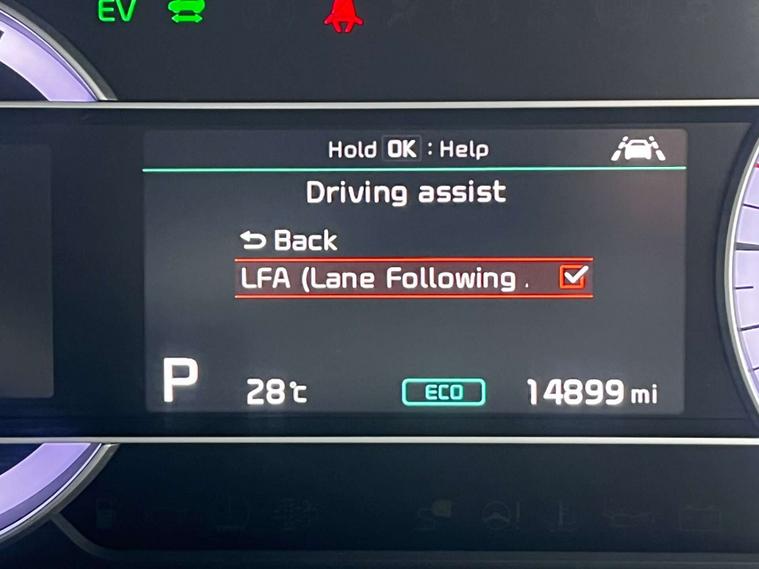 EV
Hold OK : Help
Driving assist
Back
LFA (Lane Following .
P 28℃ ECO 14899 mi